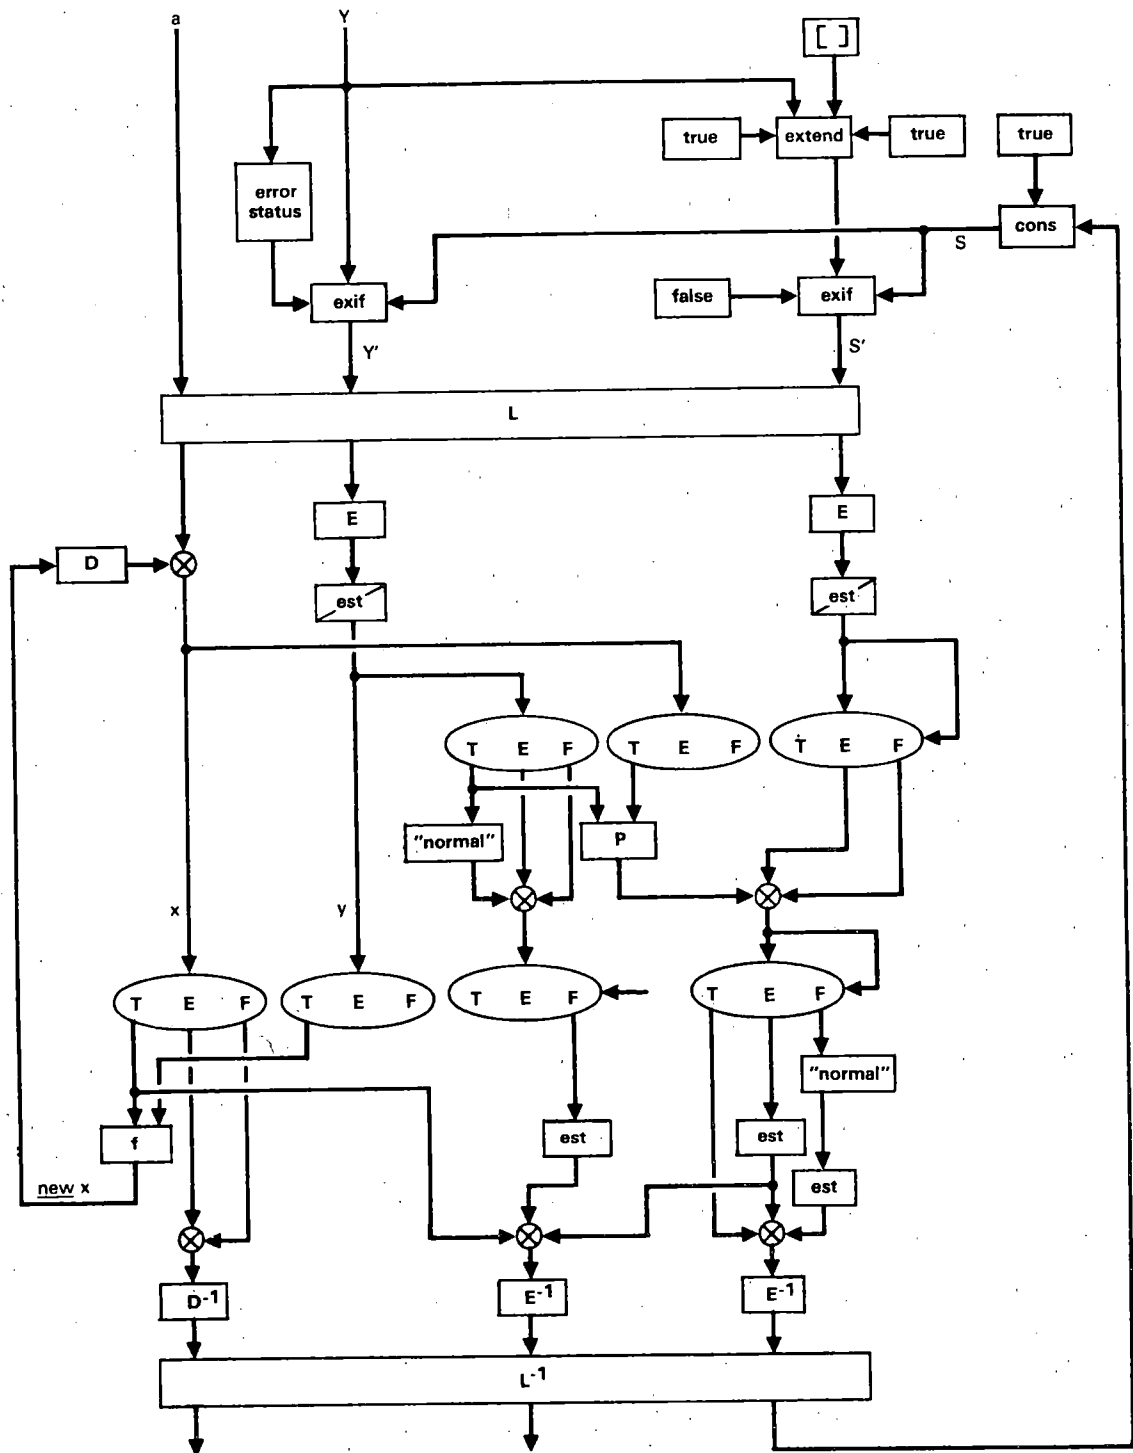 a
Y
[ ]
true
extend
true
true
error
status
cons
S
false
exif
exif
Y'
S'
L
E
E
D
est
est
T E F
T E F
T E F
"normal"
P
x
y
T E F
T E F
T E F
T E F
"normal"
f
est
est
est
new x
D-1
E-1
E-1
L-1